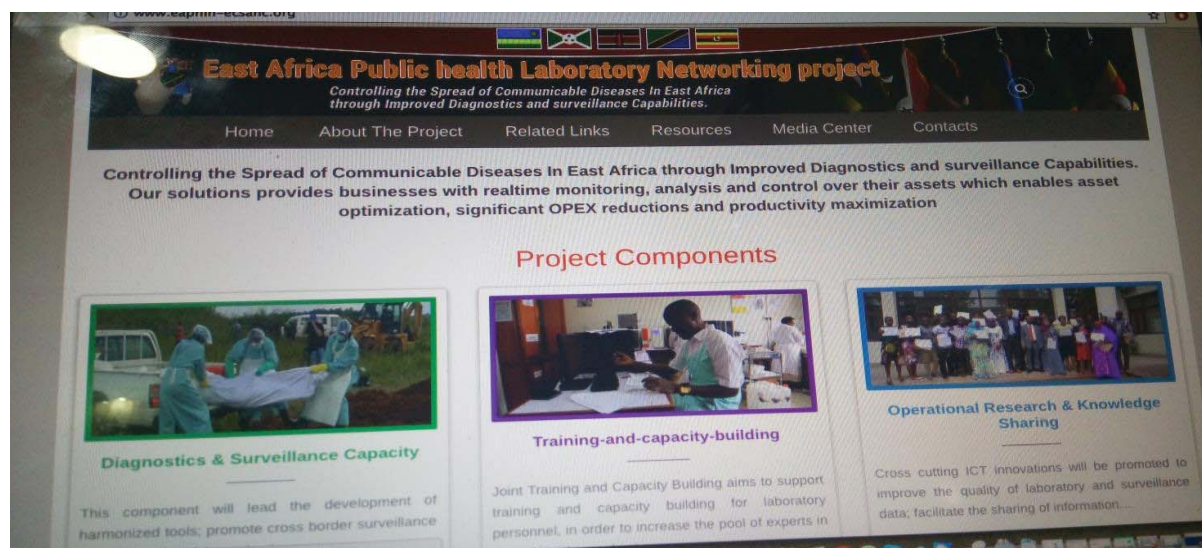 East Africa Public health Laboratory Networking project
Controlling the Spread of Communicable Diseases In East Africa
through Improved Diagnostics and surveillance Capabilities.
Home About The Project Related Links Resources Media Center Contacts
Controlling the Spread of Communicable Diseases In East Africa through Improved Diagnostics and surveillance Capabilities.
Our solutions provides businesses with realtime monitoring, analysis and control over their assets which enables asset
optimization, significant OPEX reductions and productivity maximization
Project Components
Diagnostics & Surveillance Capacity
This component will lead the development of
harmonized tools; promote cross border surveillance
Training-and-capacity-building
Joint Training and Capacity Building aims to support
training and capacity building for laboratory
personnel, in order to increase the pool of experts in
Operational Research & Knowledge
Sharing
Cross cutting ICT innovations will be promoted to
improve the quality of laboratory and surveillance
data; facilitate the sharing of information...